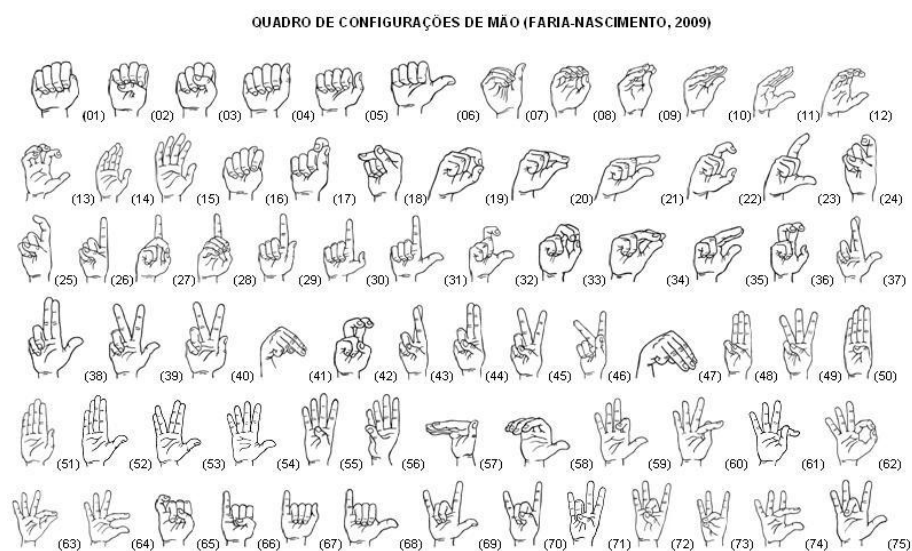 QUADRO DE CONFIGURAÇÕES DE MÃO (FARIA-NASCIMENTO, 2009)
(01) (02) (03) (04) (05) (06) (07) (08) (09) (10) (11) (12)
(13) (14) (15) (16) (17) (18) (19) (20) (21) (22) (23) (24)
(25) (26) (27) (28) (29) (30) (31) (32) (33) (34) (35) (36) (37)
(38) (39) (40) (41) (42) (43) (44) (45) (46) (47) (48) (49) (50)
(51) (52) (53) (54) (55) (56) (57) (58) (59) (60) (61) (62)
(63) (64) (65) (66) (67) (68) (69) (70) (71) (72) (73) (74) (75)